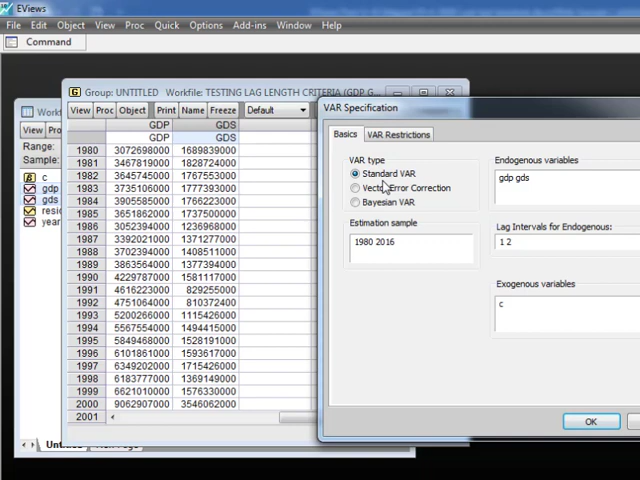 EViews
File Edit Object View Proc Quick Options Add-ins Window Help
Command
Group: UNTITLED Workfile: TESTING LAG LENGTH CRITERIA (GDP G...
View Proc Object Print Name Freeze Default
GDP GDS
GDP GDS
1980 3072698000 1689839000
1981 3467819000 1828724000
1982 3645745000 1767553000
1983 3735106000 1777393000
1984 3905585000 1766223000
1985 3651862000 1737500000
1986 3052394000 1236968000
1987 3392021000 1371277000
1988 3702394000 1408511000
1989 3863564000 1377394000
1990 4229787000 1581117000
1991 4616223000 829255000
1992 4751064000 810372400
1993 5200266000 1115426000
1994 5567554000 1494415000
1995 5849468000 1528191000
1996 6101861000 1593617000
1997 6349202000 1715426000
1998 6183777000 1369149000
1999 6621010000 1576330000
2000 9062907000 3546062000
2001
View
Range:
Sample:
c
gdp
gds
resid
year
VAR Specification
Basics VAR Restrictions
VAR type
Standard VAR
Vector Error Correction
Bayesian VAR
Estimation sample
1980 2016
Endogenous variables
gdp gds
Lag Intervals for Endogenous:
1 2
Exogenous variables
c
OK